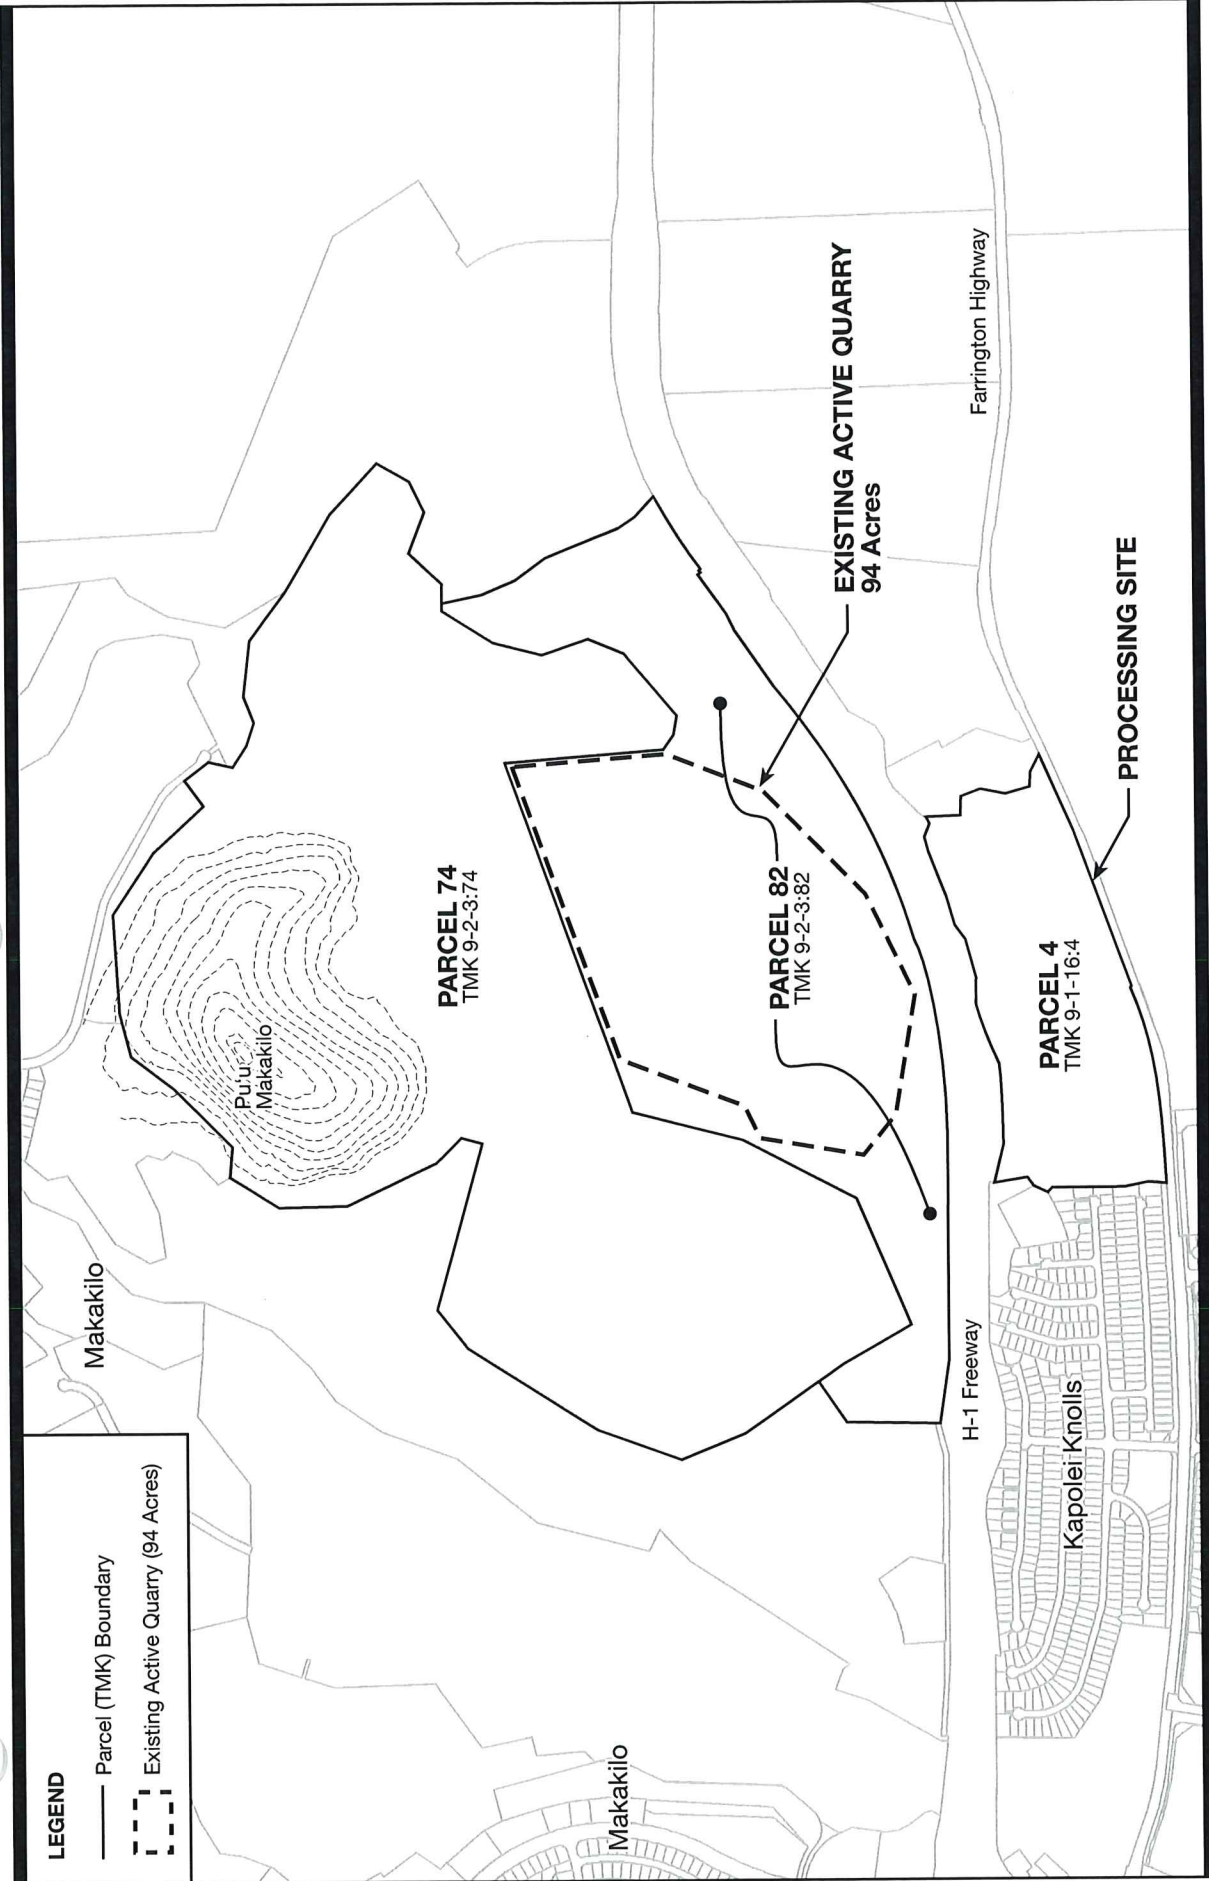 LEGEND
Parcel (TMK) Boundary
Existing Active Quarry (94 Acres)
Makakilo
Pu'u
Makakilo
PARCEL 74
TMK 9-2-3:74
Makakilo
PARCEL 82
TMK 9-2-3:82
EXISTING ACTIVE QUARRY
94 Acres
H-1 Freeway
Farrington Highway
Kapolei Knolls
PARCEL 4
TMK 9-1-16:4
PROCESSING SITE